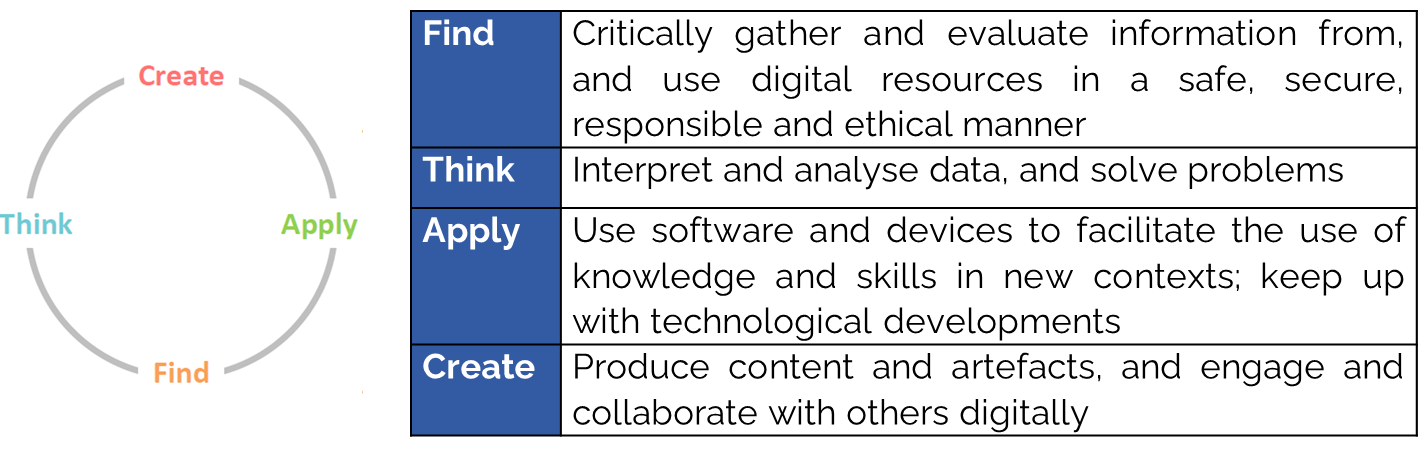 Create
Think
Apply
Find
Find
Critically gather and evaluate information from,
and use digital resources in a safe, secure,
responsible and ethical manner
Think
Interpret and analyse data, and solve problems
Apply
Use software and devices to facilitate the use of
knowledge and skills in new contexts; keep up
with technological developments
Create
Produce content and artefacts, and engage and
collaborate with others digitally